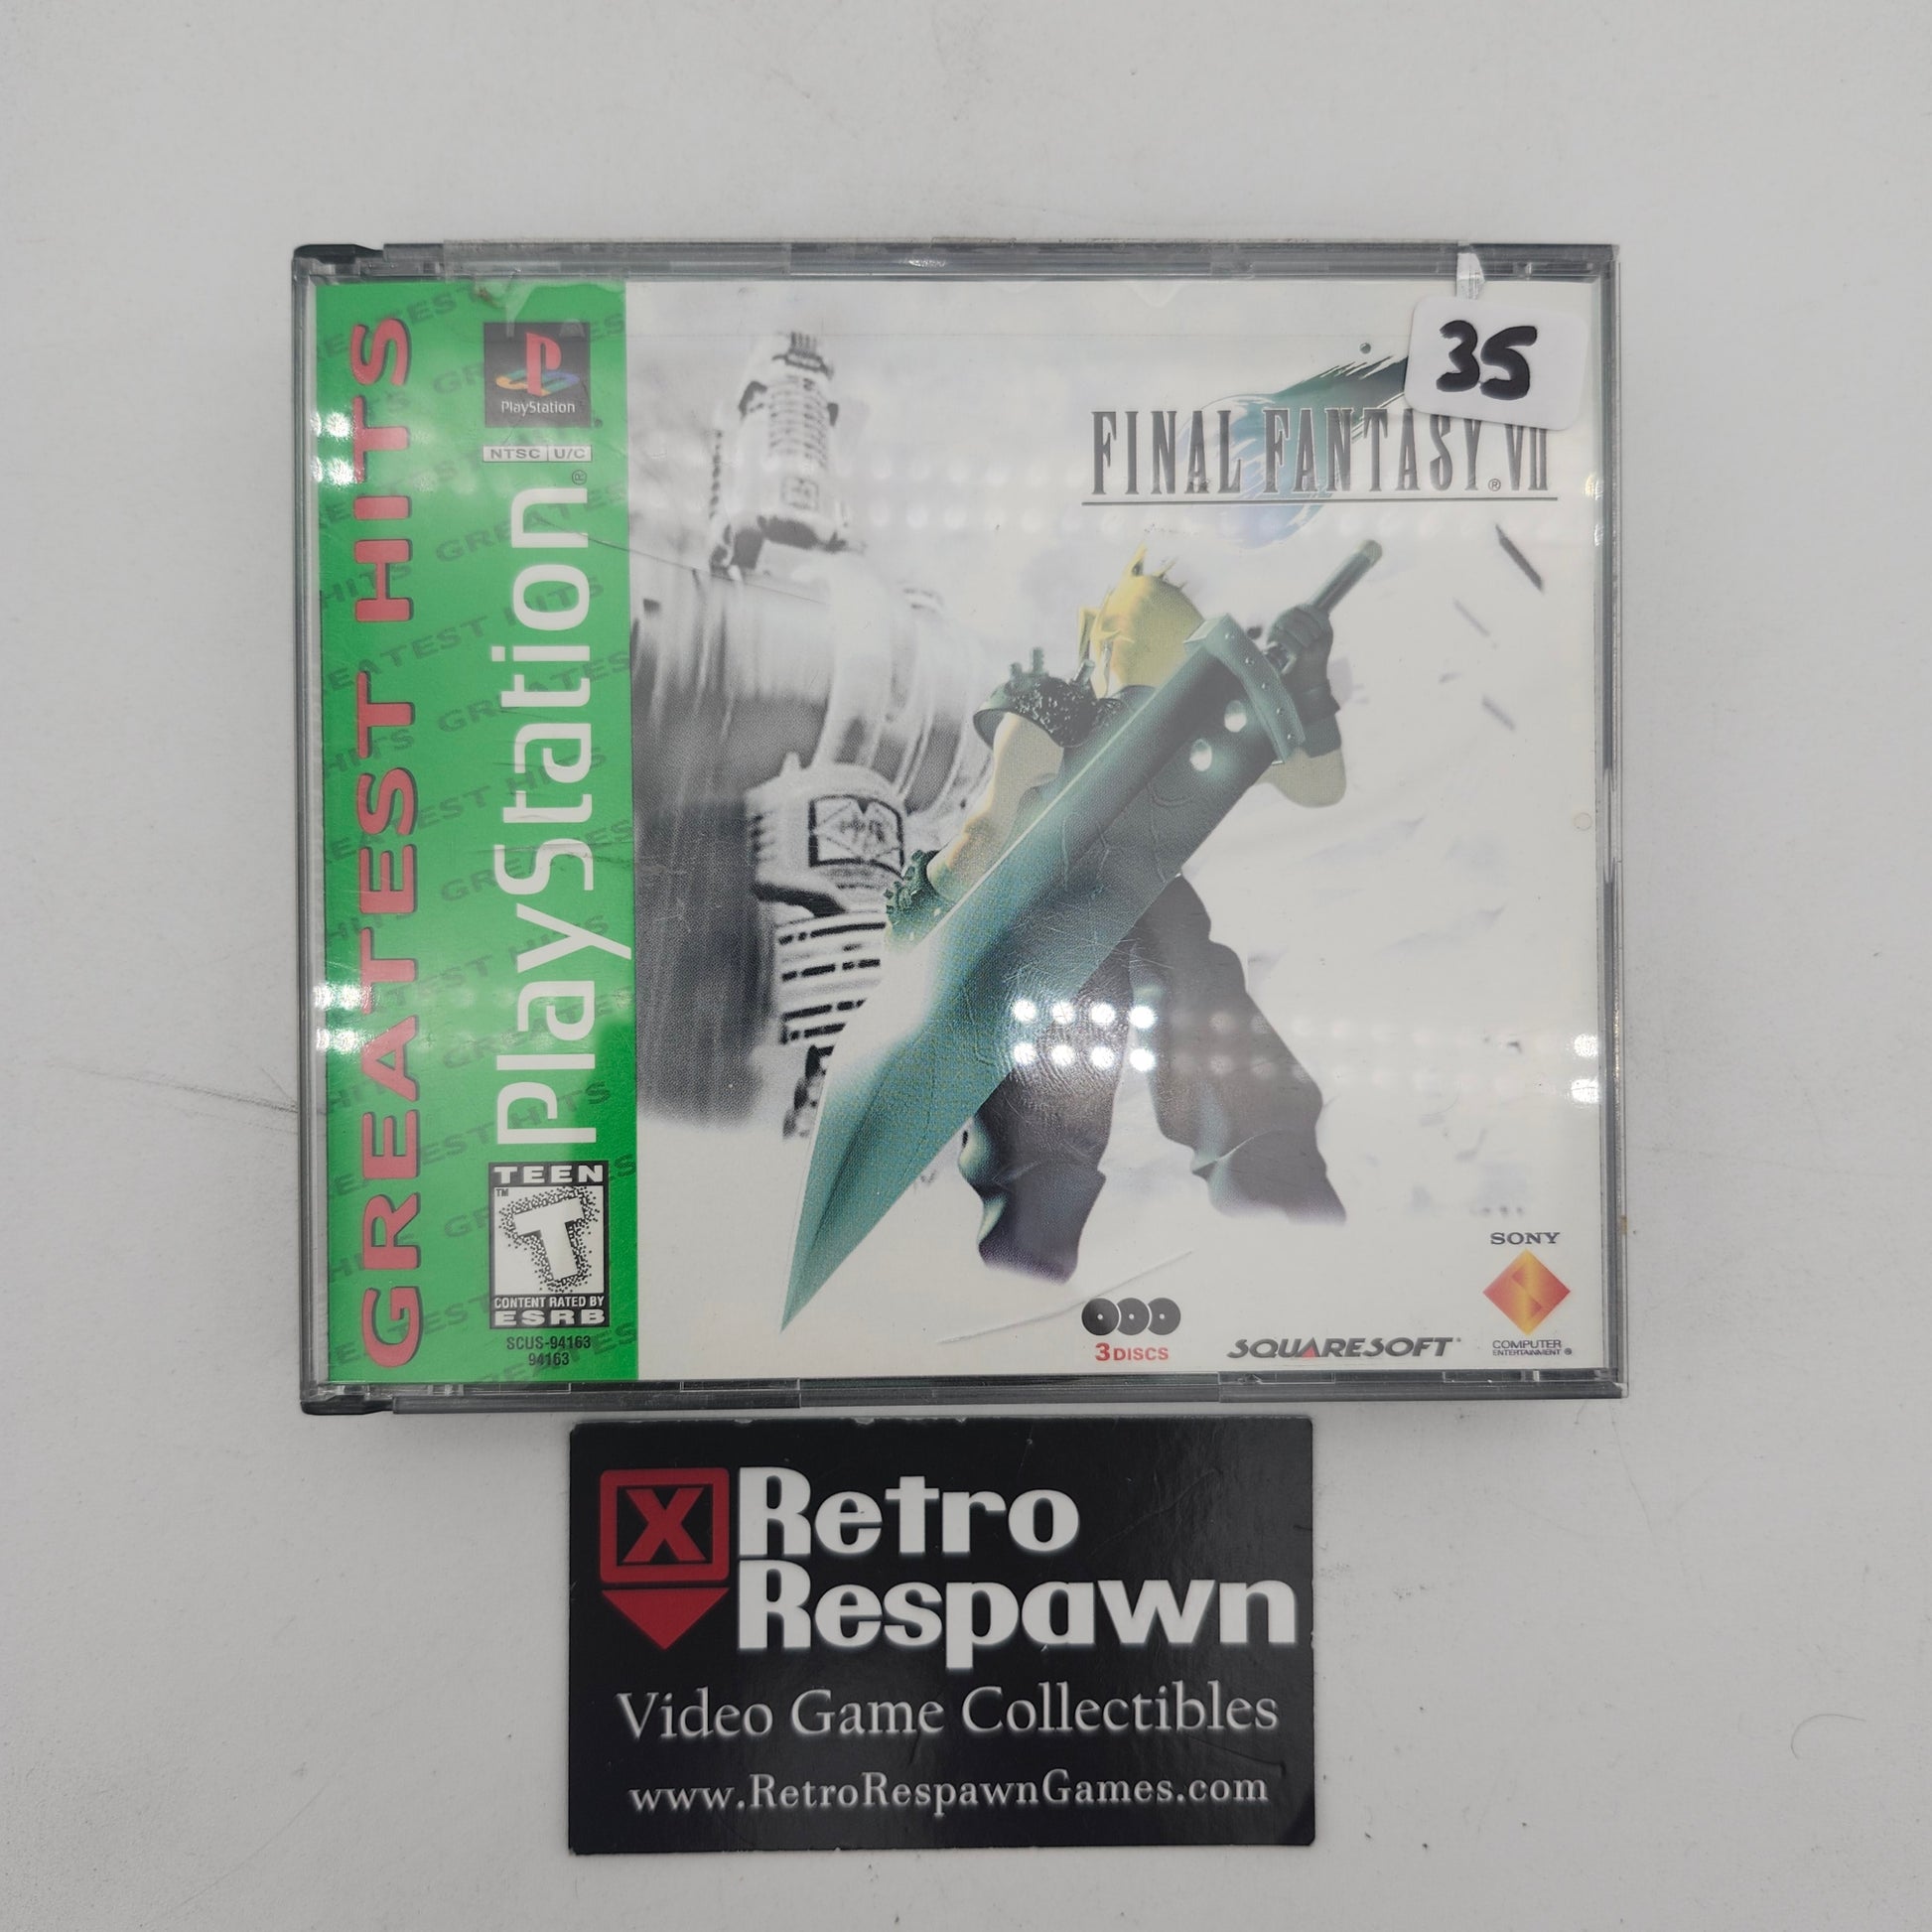 GREATEST HITS
PlayStation
NTSC U/C
PlayStation®
TEEN
T
CONTENT RATED BY
ESRB
SCUS-94163
94163
35
FINAL FANTASY® VII
3 DISCS
SQUARESOFT
SONY
COMPUTER
ENTERTAINMENT®
X Retro
Respawn
Video Game Collectibles
www.RetroRespawnGames.com